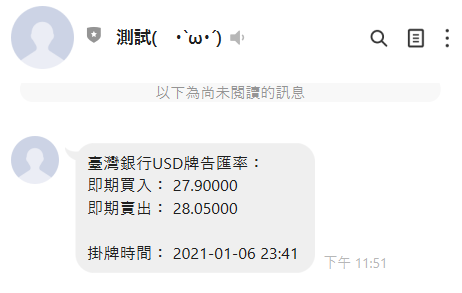 測試(　･`ω･´)
以下為尚未閱讀的訊息
臺灣銀行USD牌告匯率：
即期買入： 27.90000
即期賣出： 28.05000
掛牌時間： 2021-01-06 23:41
下午 11:51